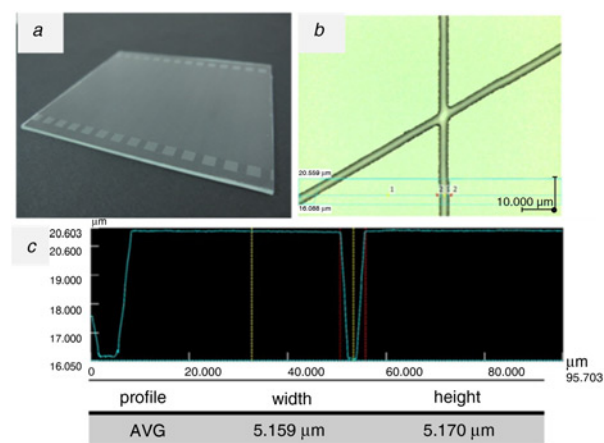 a
b
20.559 µm
1
2
2
16.088 µm
10.000 µm
c
µm
20.603
20.600
19.000
18.000
17.000
16.050
0
20.000
40.000
60.000
80.000
µm
95.703
profile width height
AVG 5.159 µm 5.170 µm